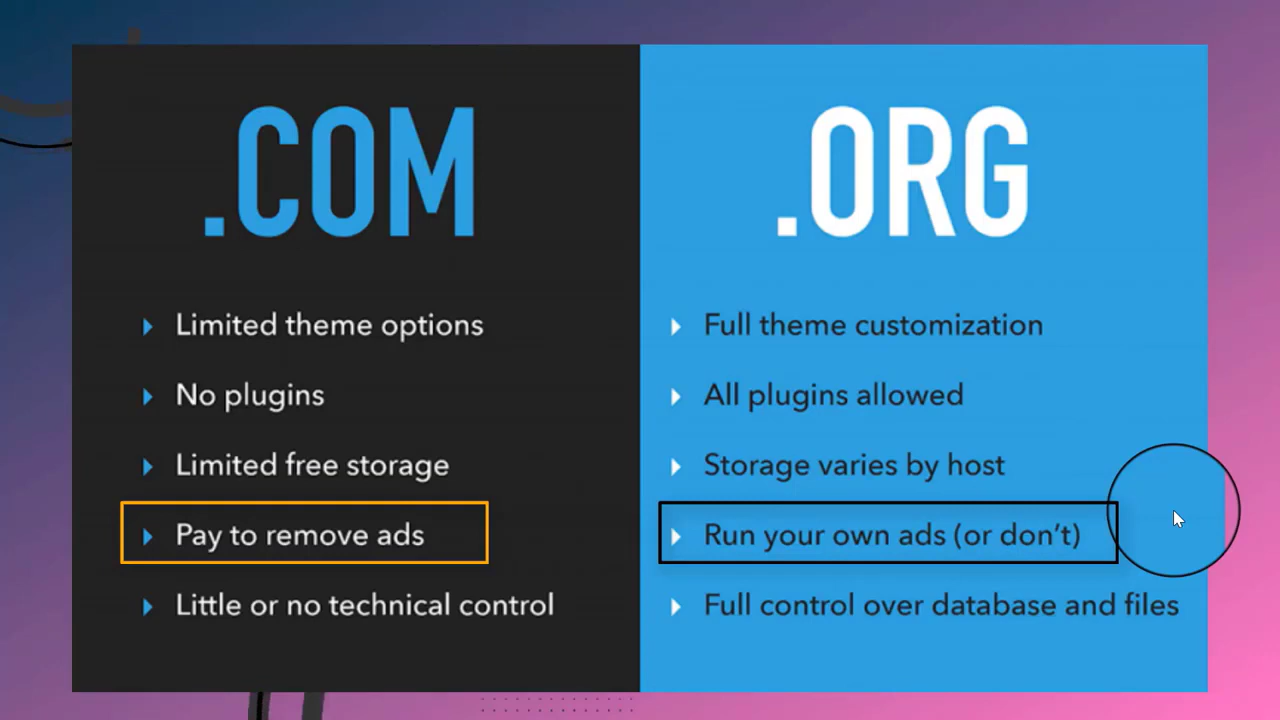 .COM
Limited theme options
No plugins
Limited free storage
Pay to remove ads
Little or no technical control
.ORG
Full theme customization
All plugins allowed
Storage varies by host
Run your own ads (or don’t)
Full control over database and files